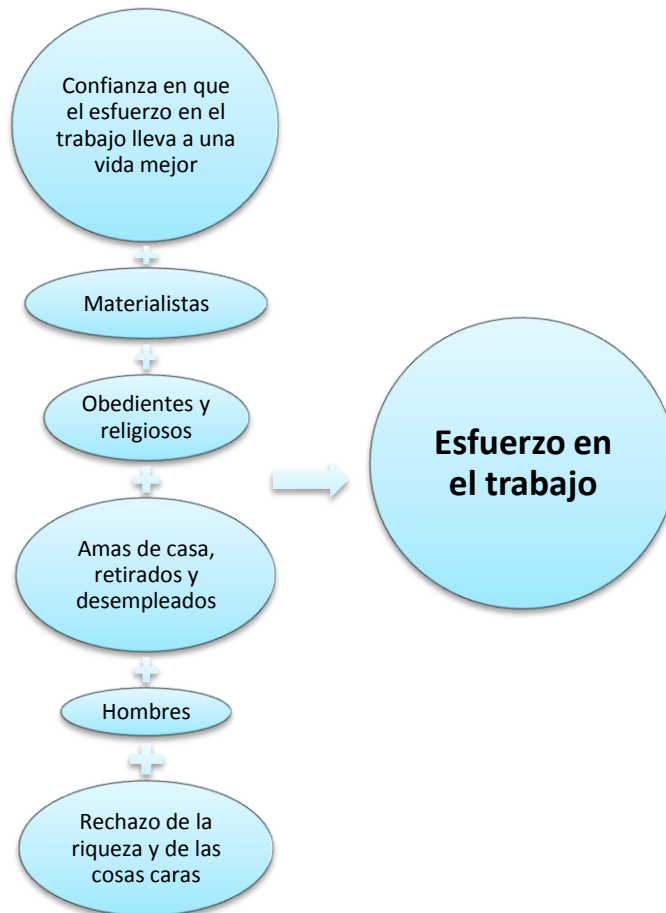 Confianza en que
el esfuerzo en el
trabajo lleva a una
vida mejor
Materialistas
Obedientes y
religiosos
Amas de casa,
retirados y
desempleados
Hombres
Rechazo de la
riqueza y de las
cosas caras
Esfuerzo en
el trabajo